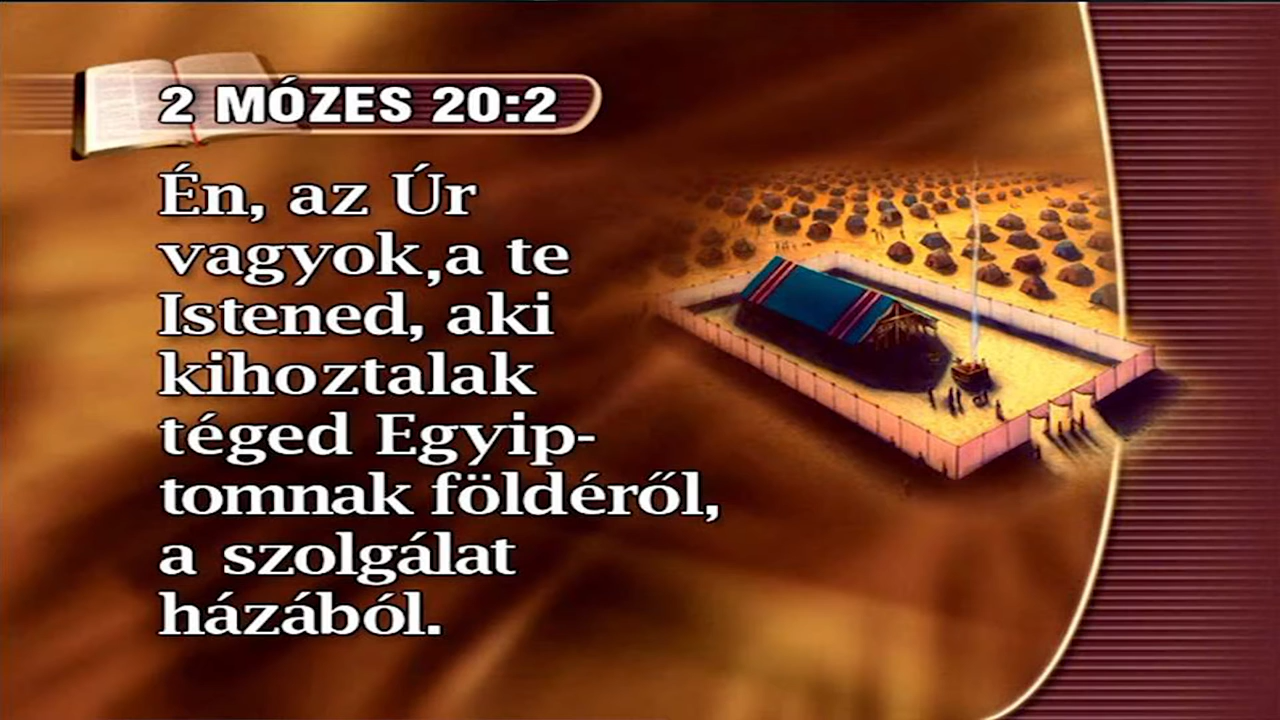 2 MÓZES 20:2
Én, az Úr
vagyok,a te
Istened, aki
kihoztalak
téged Egyip-
tomnak földéről,
a szolgálat
házából.